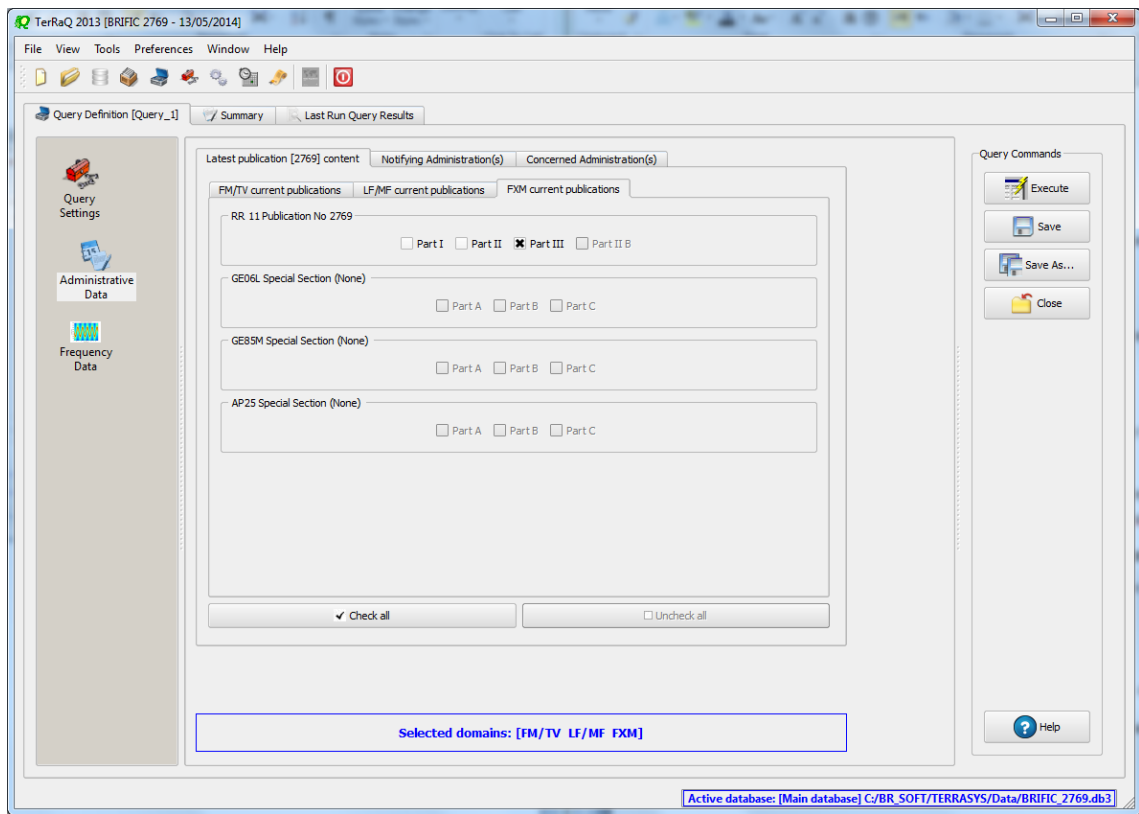 TerRaQ 2013 [BRIFIC 2769 - 13/05/2014]
File View Tools Preferences Window Help
Query Definition [Query_1] Summary Last Run Query Results
Query
Settings
Administrative
Data
Frequency
Data
Latest publication [2769] content Notifying Administration(s) Concerned Administration(s)
FM/TV current publications LF/MF current publications FXM current publications
RR 11 Publication No 2769
Part I Part II Part III Part II B
GE06L Special Section (None)
Part A Part B Part C
GE85M Special Section (None)
Part A Part B Part C
AP25 Special Section (None)
Part A Part B Part C
Check all Uncheck all
Selected domains: [FM/TV LF/MF FXM]
Query Commands
Execute
Save
Save As...
Close
Help
Active database: [Main database] C:/BR_SOFT/TERRASYS/Data/BRIFIC_2769.db3